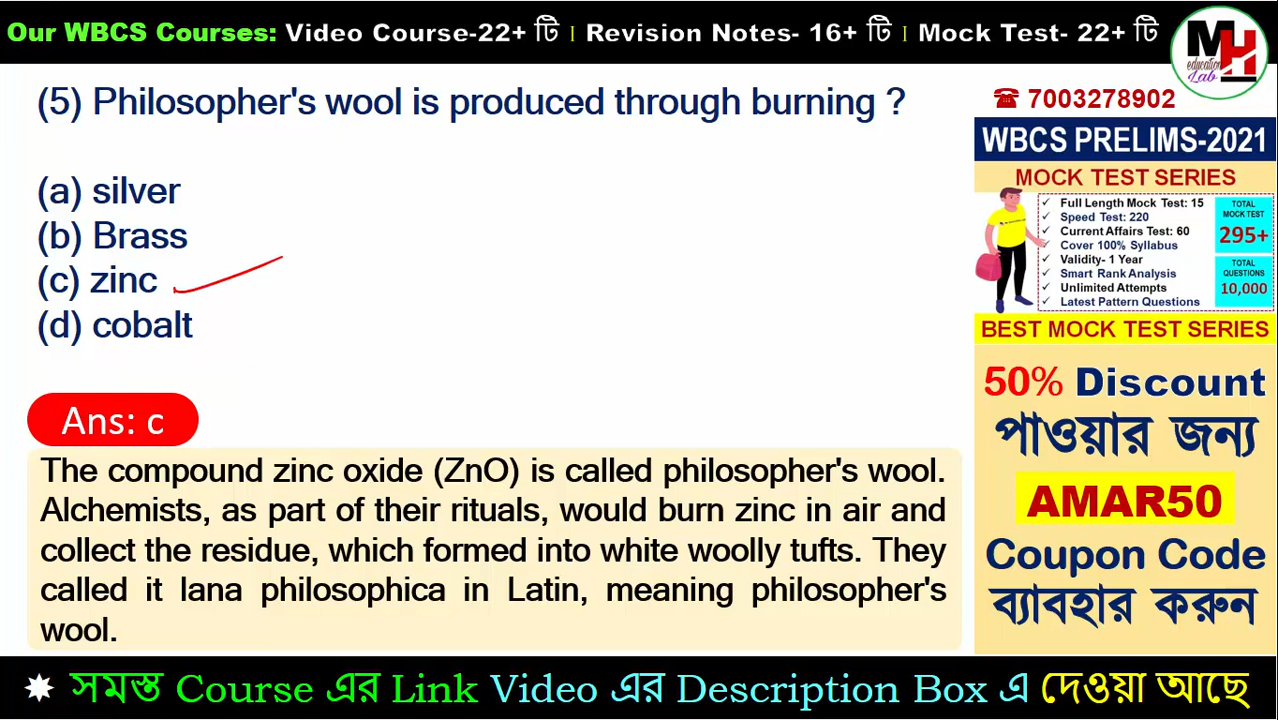 Our WBCS Courses: Video Course-22+ টি | Revision Notes- 16+ টি | Mock Test- 22+ টি
MH
education
Lab
(5) Philosopher's wool is produced through burning ?
(a) silver
(b) Brass
(c) zinc
(d) cobalt
Ans: c
The compound zinc oxide (ZnO) is called philosopher's wool.
Alchemists, as part of their rituals, would burn zinc in air and
collect the residue, which formed into white woolly tufts. They
called it lana philosophica in Latin, meaning philosopher's
wool.
☎ 7003278902
WBCS PRELIMS-2021
MOCK TEST SERIES
✓ Full Length Mock Test: 15
✓ Speed Test: 220
✓ Current Affairs Test: 60
✓ Cover 100% Syllabus
✓ Validity- 1 Year
✓ Smart Rank Analysis
✓ Unlimited Attempts
✓ Latest Pattern Questions
TOTAL
MOCK TEST
295+
TOTAL
QUESTIONS
10,000
BEST MOCK TEST SERIES
50% Discount
পাওয়ার জন্য
AMAR50
Coupon Code
ব্যাবহার করুন
সমস্ত Course এর Link Video এর Description Box এ দেওয়া আছে